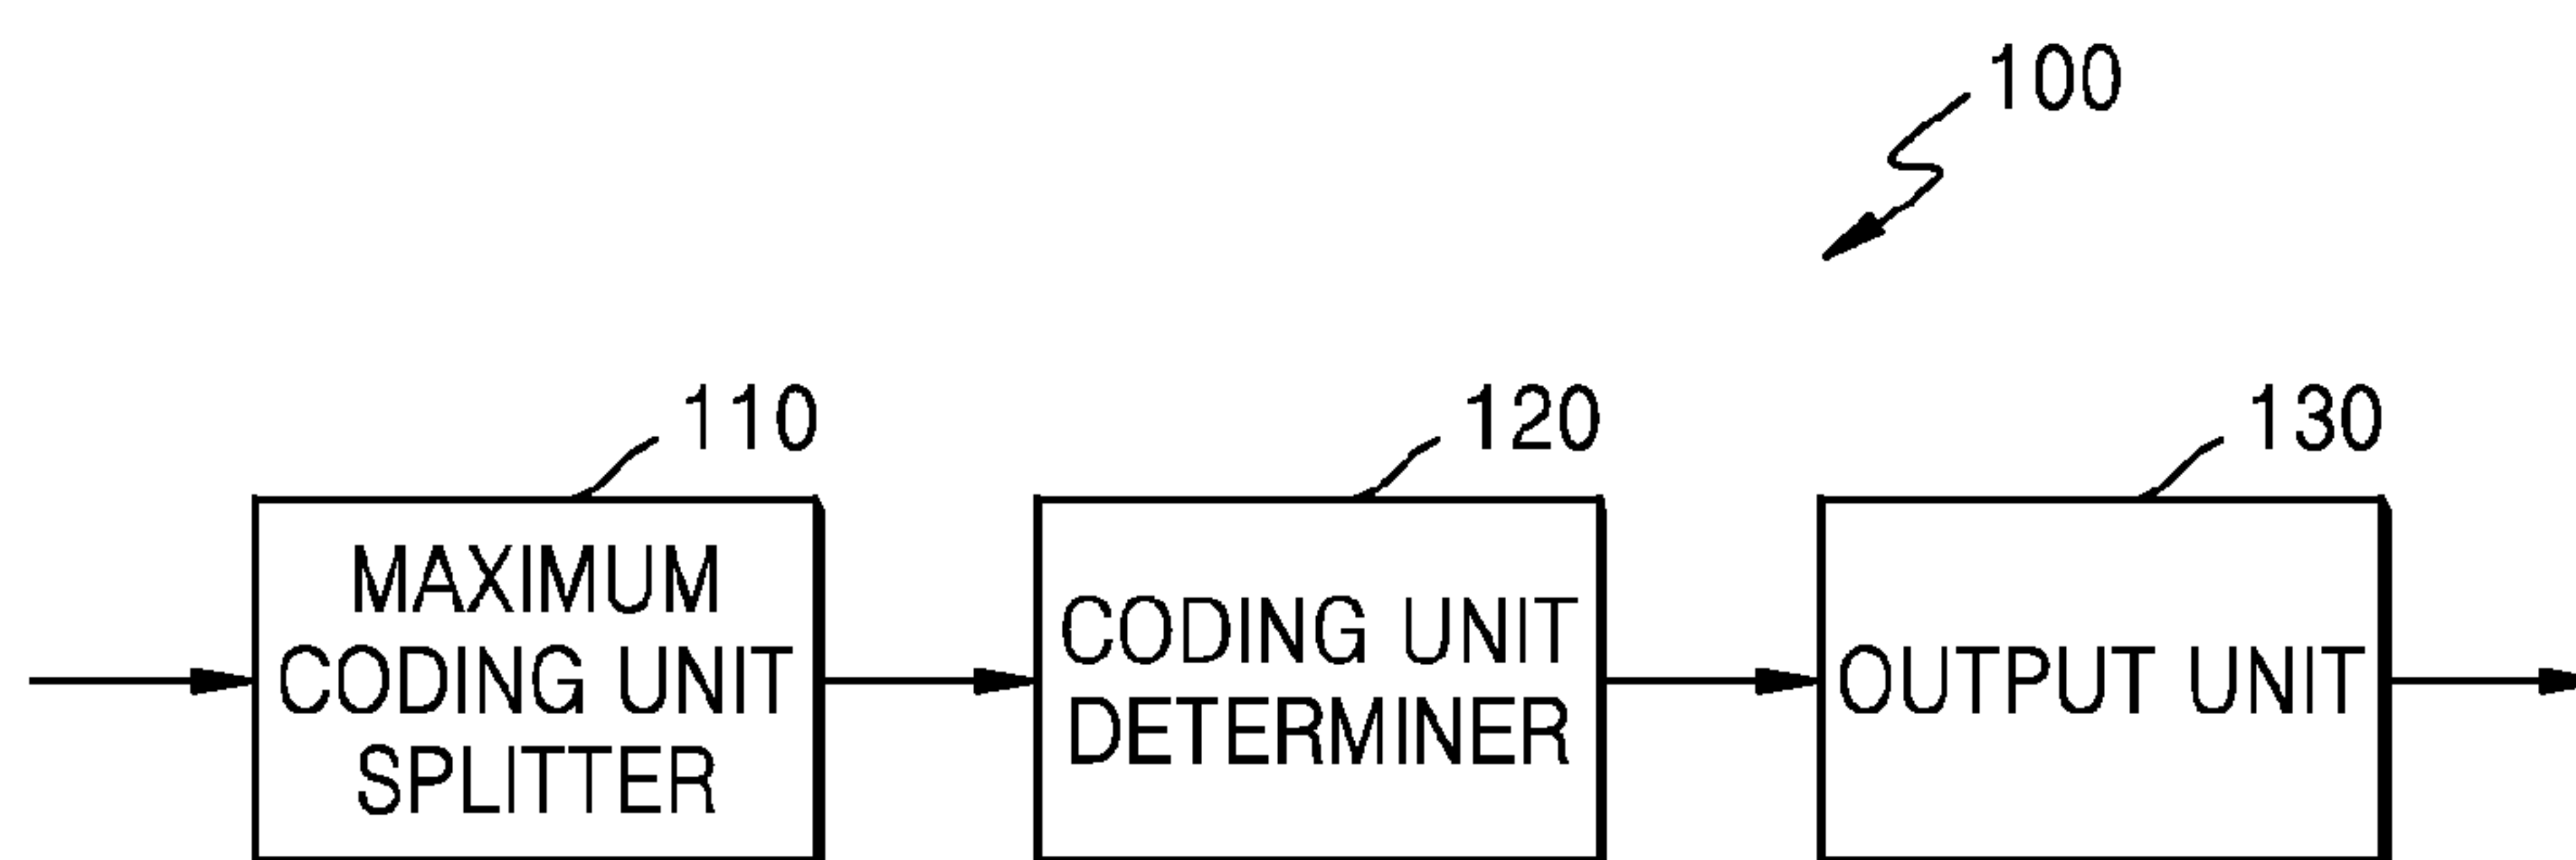 100
110
120
130
MAXIMUM
CODING UNIT
SPLITTER
CODING UNIT
DETERMINER
OUTPUT UNIT